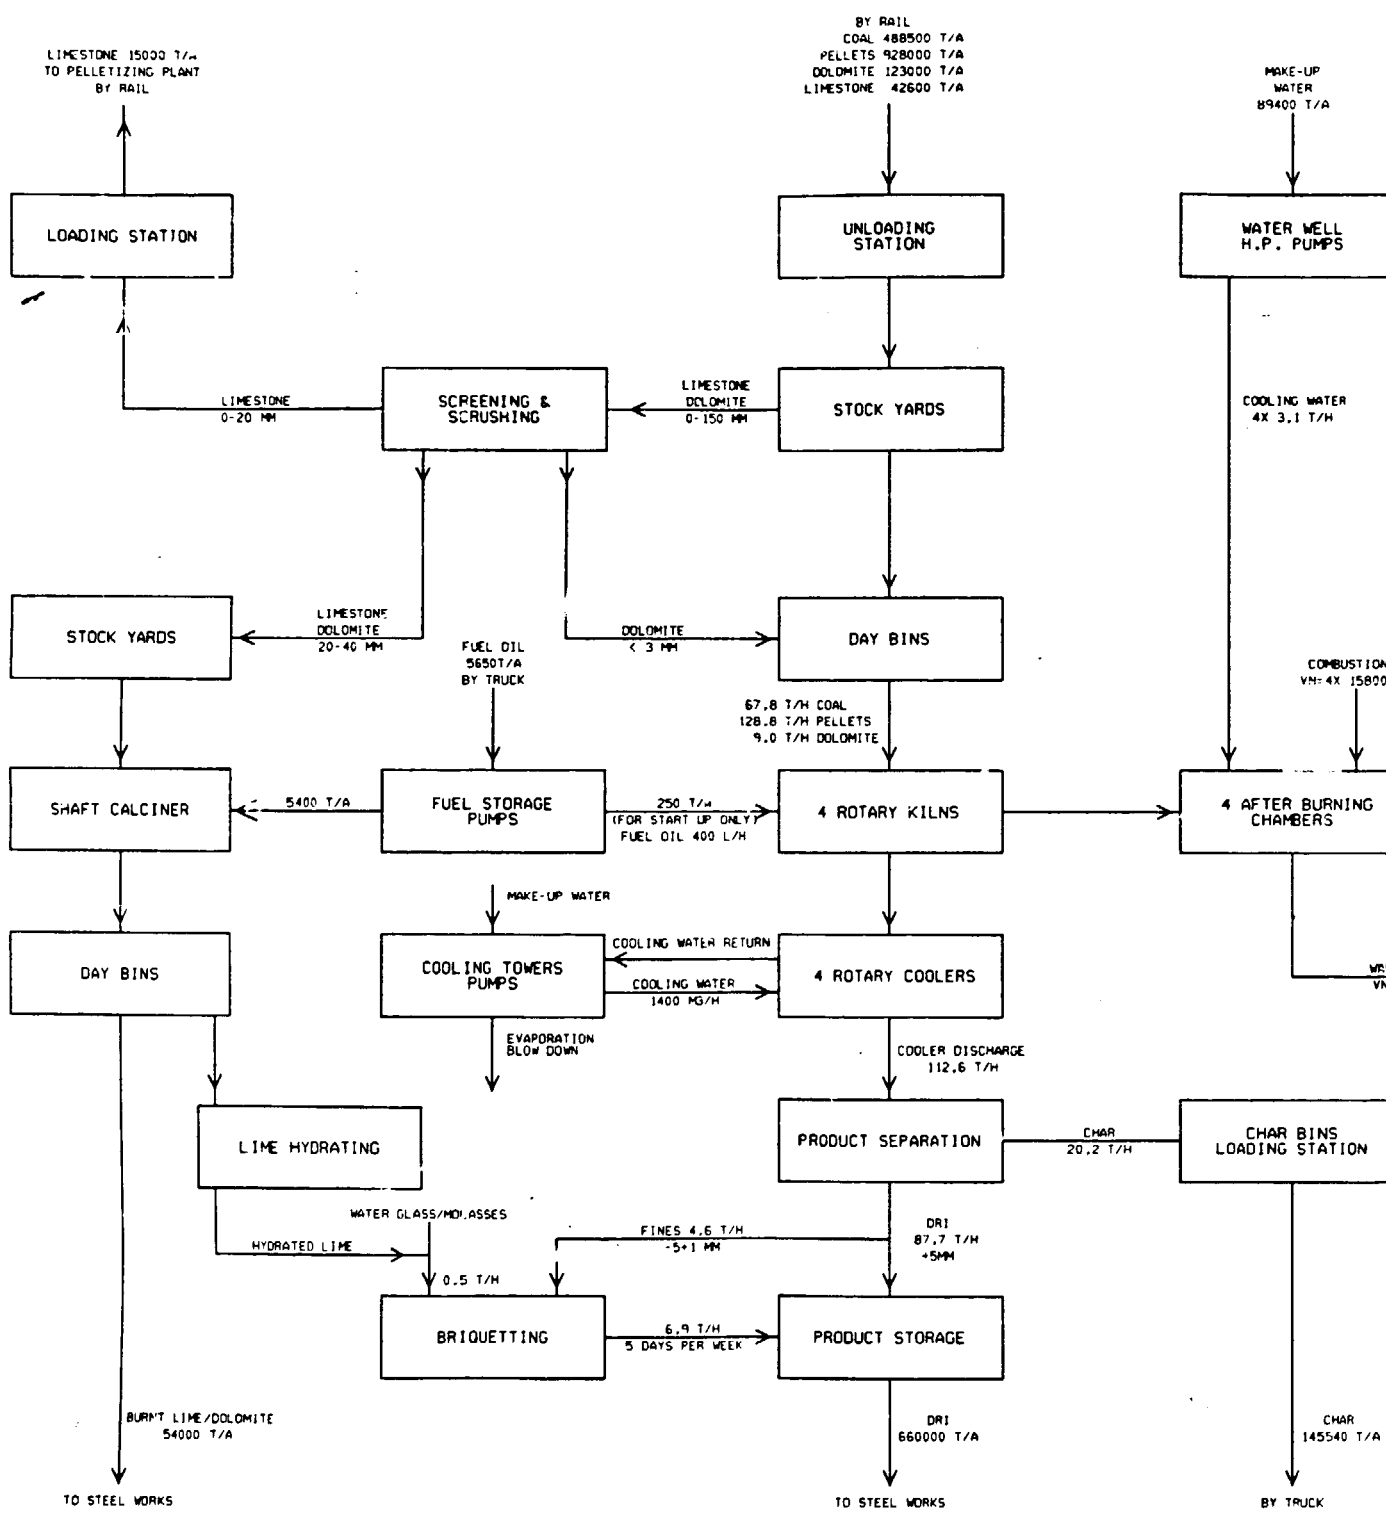 BY RAIL
COAL 488500 T/A
PELLETS 928000 T/A
DOLOMITE 123000 T/A
LIMESTONE 42600 T/A
LIMESTONE 15000 T/A
TO PELLETIZING PLANT
BY RAIL
MAKE-UP
WATER
89400 T/A
LOADING STATION
UNLOADING
STATION
WATER WELL
H.P. PUMPS
LIMESTONE
0-20 MM
SCREENING &
SCRUSHING
LIMESTONE
DOLOMITE
0-150 MM
STOCK YARDS
COOLING WATER
4X 3,1 T/H
STOCK YARDS
LIMESTONE
DOLOMITE
20-40 MM
FUEL OIL
5650T/A
BY TRUCK
DOLOMITE
< 3 MM
DAY BINS
COMBUSTION
VN=4X 15800
67,8 T/H COAL
128.8 T/H PELLETS
9.0 T/H DOLOMITE
SHAFT CALCINER
5400 T/A
FUEL STORAGE
PUMPS
250 T/H
(FOR START UP ONLY)
FUEL OIL 400 L/H
4 ROTARY KILNS
4 AFTER BURNING
CHAMBERS
MAKE-UP WATER
DAY BINS
COOLING TOWERS
PUMPS
COOLING WATER RETURN
COOLING WATER
1400 M3/H
4 ROTARY COOLERS
VN
EVAPORATION
BLOW DOWN
COOLER DISCHARGE
112,6 T/H
LIME HYDRATING
PRODUCT SEPARATION
CHAR
20,2 T/H
CHAR BINS
LOADING STATION
WATER GLASS/MOLASSES
HYDRATED LIME
FINES 4,6 T/H
-5+1 MM
DRI
87,7 T/H
+5MM
0.5 T/H
BRIQUETTING
6,9 T/H
5 DAYS PER WEEK
PRODUCT STORAGE
BURNT LIME/DOLOMITE
54000 T/A
DRI
660000 T/A
CHAR
145540 T/A
TO STEEL WORKS
TO STEEL WORKS
BY TRUCK